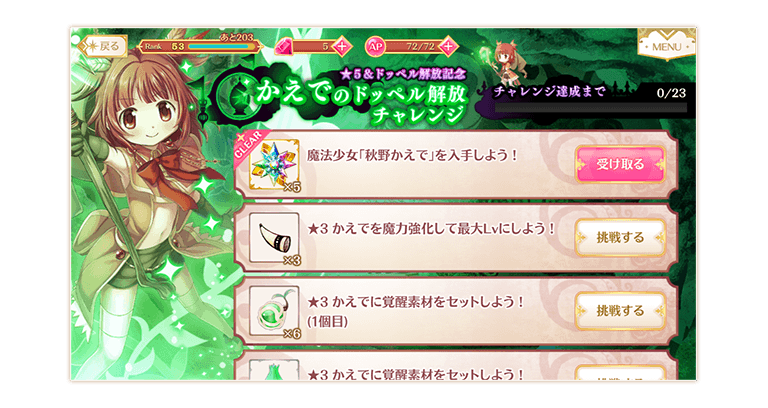 戻る
Rank 53
あと203
5
AP
72/72
MENU
★5&ドッペル解放記念
かえでのドッペル解放
チャレンジ
チャレンジ達成まで
0/23
CLEAR
×5
魔法少女「秋野かえで」を入手しよう！
受け取る
×3
★3 かえでを魔力強化して最大Lvにしよう！
挑戦する
×6
★3 かえでに覚醒素材をセットしよう！
(1個目)
挑戦する
★3 かえでに覚醒素材をセットしよう！